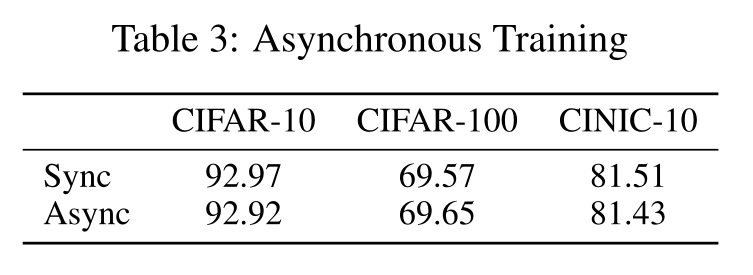 Table 3: Asynchronous Training
CIFAR-10 CIFAR-100 CINIC-10
Sync 92.97 69.57 81.51
Async 92.92 69.65 81.43